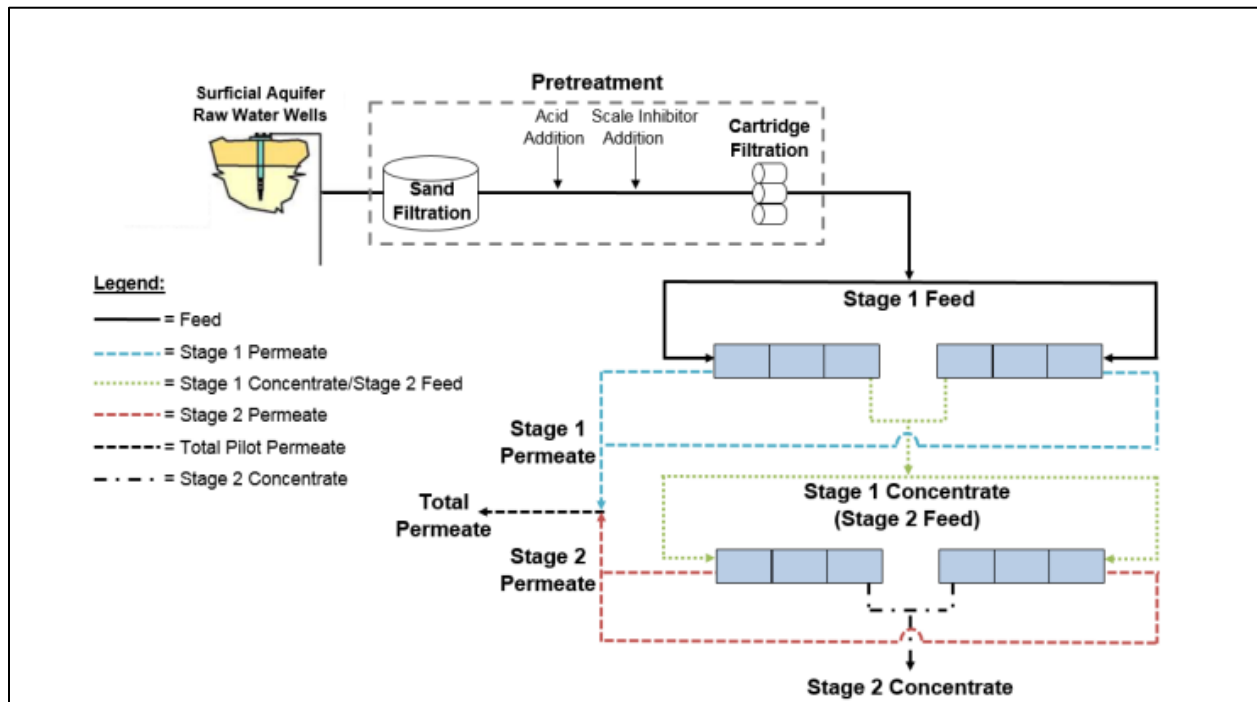 Pretreatment
Surficial Aquifer
Raw Water Wells
Acid
Addition
Scale Inhibitor
Addition
Cartridge
Filtration
Sand
Filtration
Legend:
= Feed
= Stage 1 Permeate
= Stage 1 Concentrate/Stage 2 Feed
= Stage 2 Permeate
= Total Pilot Permeate
= Stage 2 Concentrate
Stage 1 Feed
Stage 1
Permeate
Stage 1 Concentrate
(Stage 2 Feed)
Total
Permeate
Stage 2
Permeate
Stage 2 Concentrate